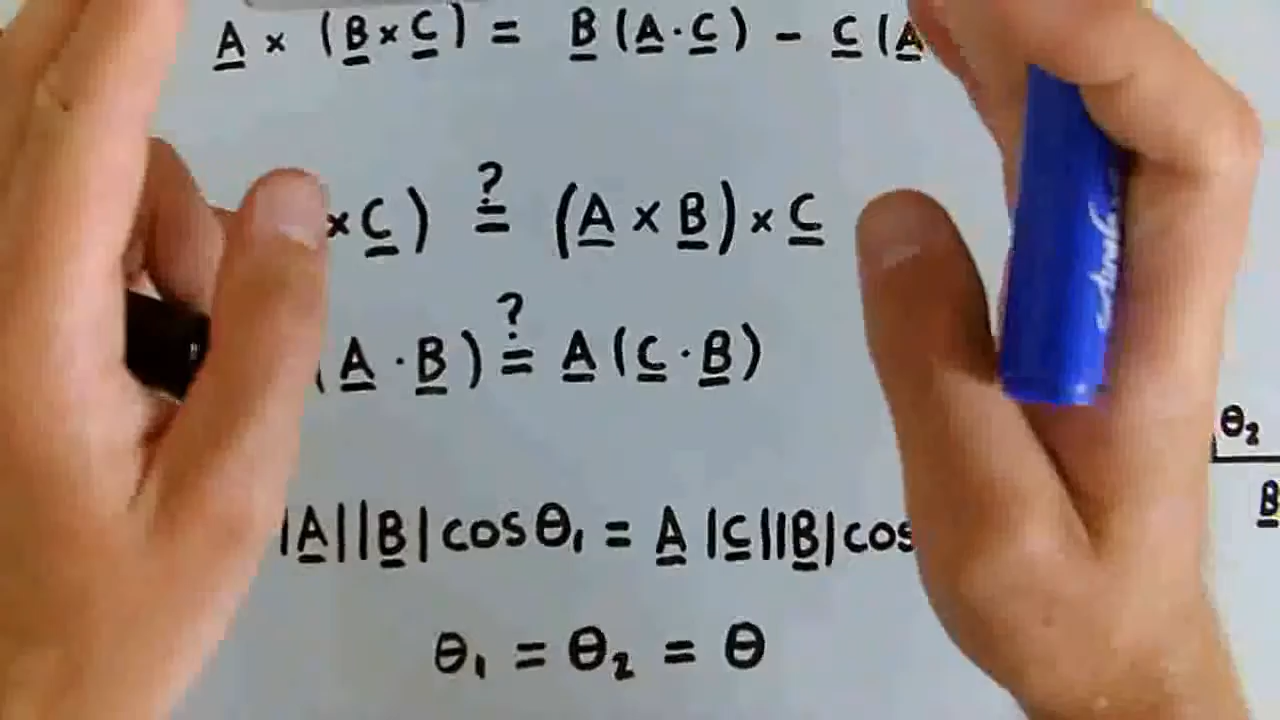 A × (B × C) = B (A · C) - C (A
× C) ?= (A × B) × C
(A · B) ?= A (C · B)
θ₂
B
|A||B| cos θ₁ = A |C||B| cos
θ₁ = θ₂ = θ